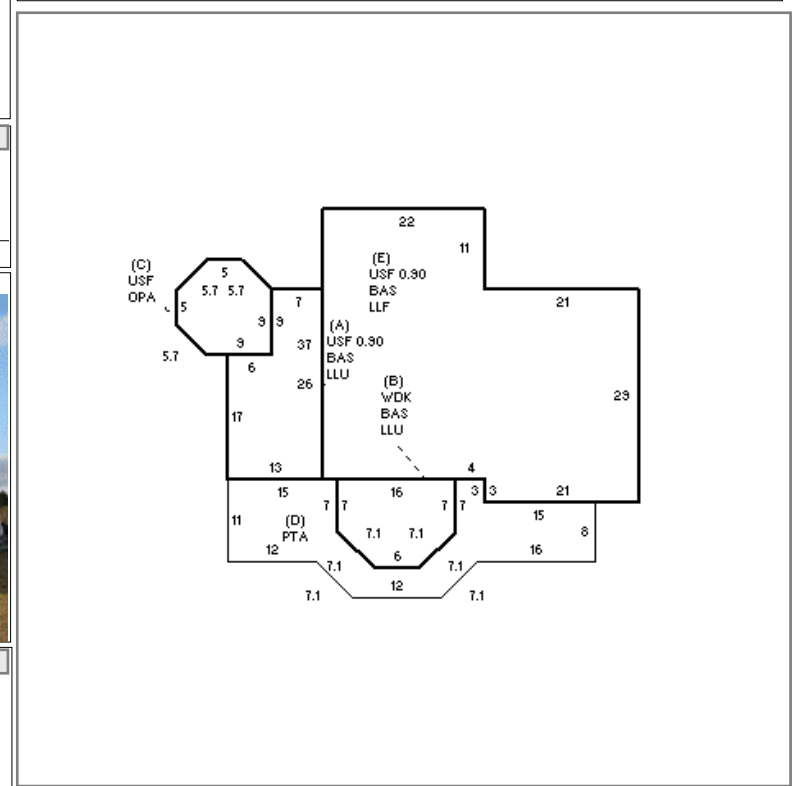 22
11
(E)
USF 0.90
BAS
LLF
(C)
USF
OPA
5
5.7 5.7
5
9 9
9
5.7
7
21
37
(A)
USF 0.90
BAS
LLU
6
26
(B)
WDK
BAS
LLU
29
17
13
4
15
7 7
16
7 7
3 3
21
11
(D)
PTA
12
7.1 7.1
6
15
8
16
7.1
7.1
12
7.1
7.1